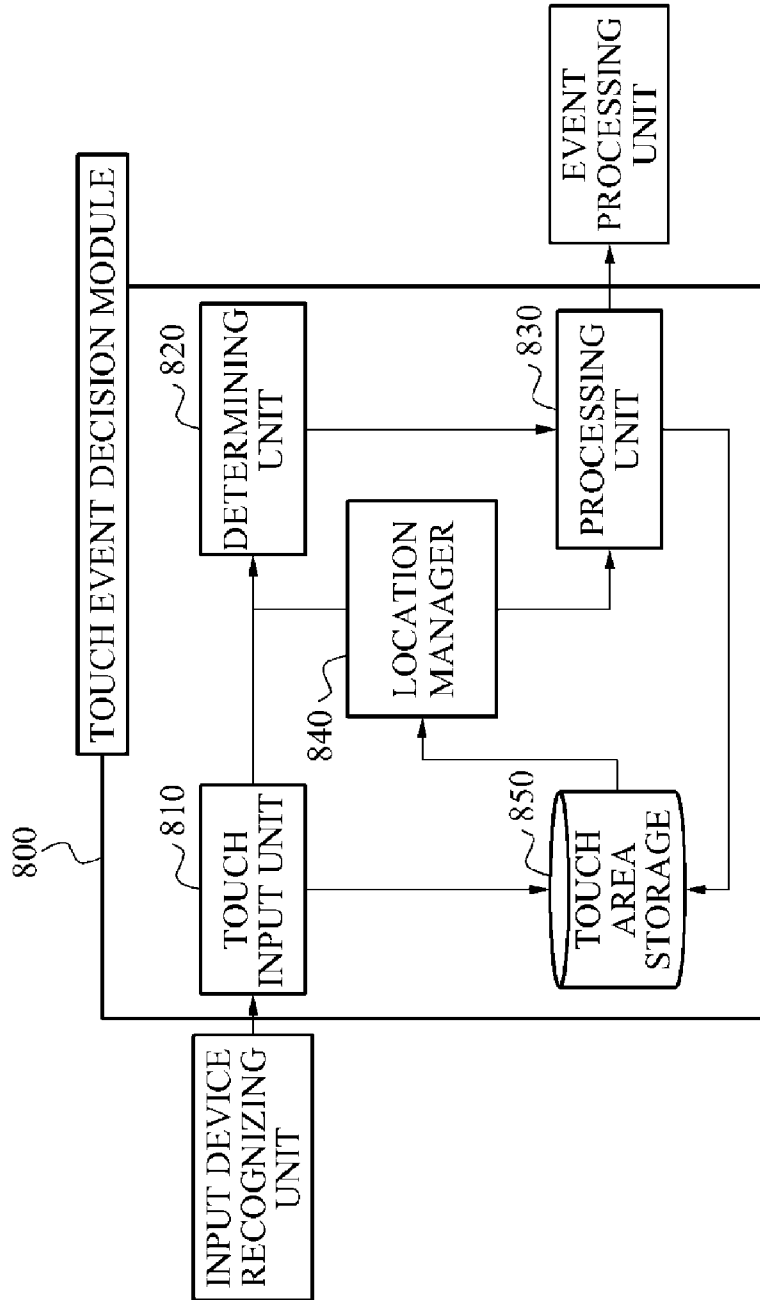 800
TOUCH EVENT DECISION MODULE
INPUT DEVICE
RECOGNIZING
UNIT
810
TOUCH
INPUT UNIT
820
DETERMINING
UNIT
840
LOCATION
MANAGER
850
TOUCH
AREA
STORAGE
830
PROCESSING
UNIT
EVENT
PROCESSING
UNIT